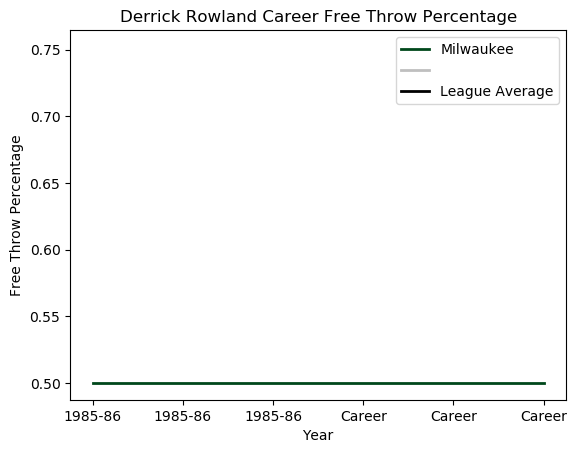 Derrick Rowland Career Free Throw Percentage
Milwaukee
League Average
Free Throw Percentage
0.75
0.70
0.65
0.60
0.55
0.50
1985-86 1985-86 1985-86 Career Career Career
Year